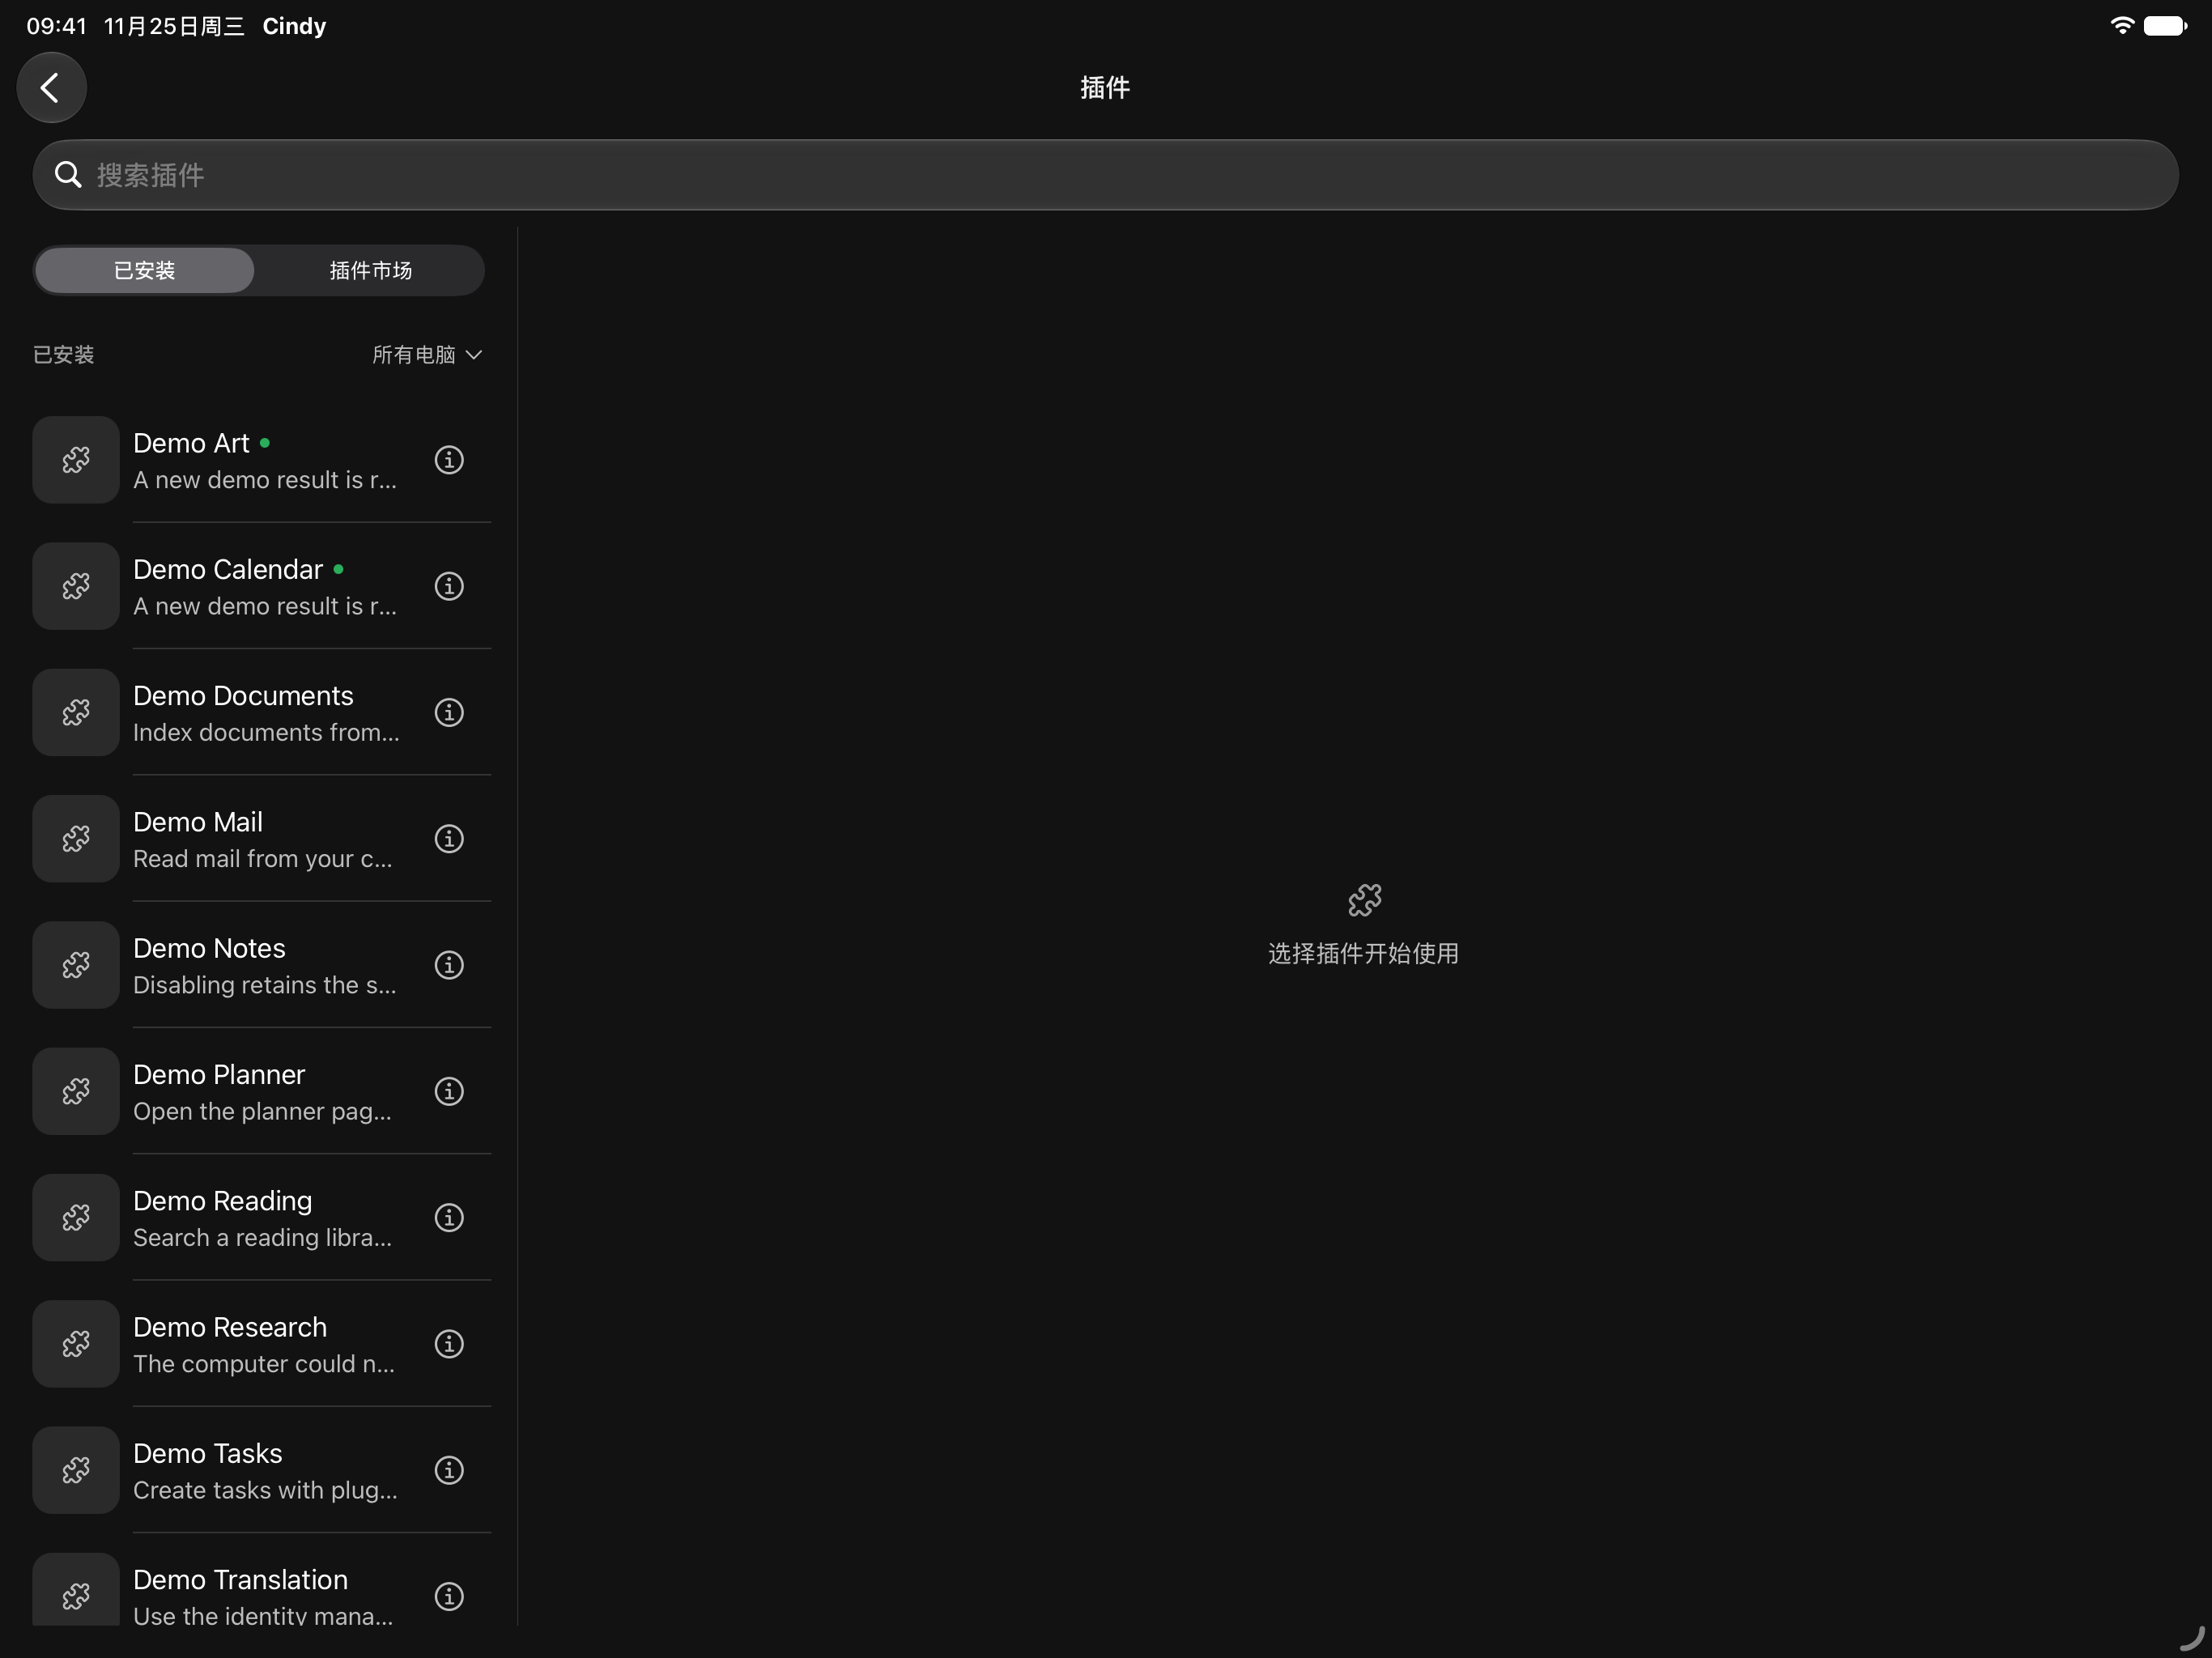 09:41 11月25日周三 Cindy
插件
搜索插件
已安装 插件市场
已安装 所有电脑
Demo Art
A new demo result is r...
Demo Calendar
A new demo result is r...
Demo Documents
Index documents from...
Demo Mail
Read mail from your c...
Demo Notes
Disabling retains the s...
Demo Planner
Open the planner pag...
Demo Reading
Search a reading libra...
Demo Research
The computer could n...
Demo Tasks
Create tasks with plug...
Demo Translation
Use the identity mana...
选择插件开始使用